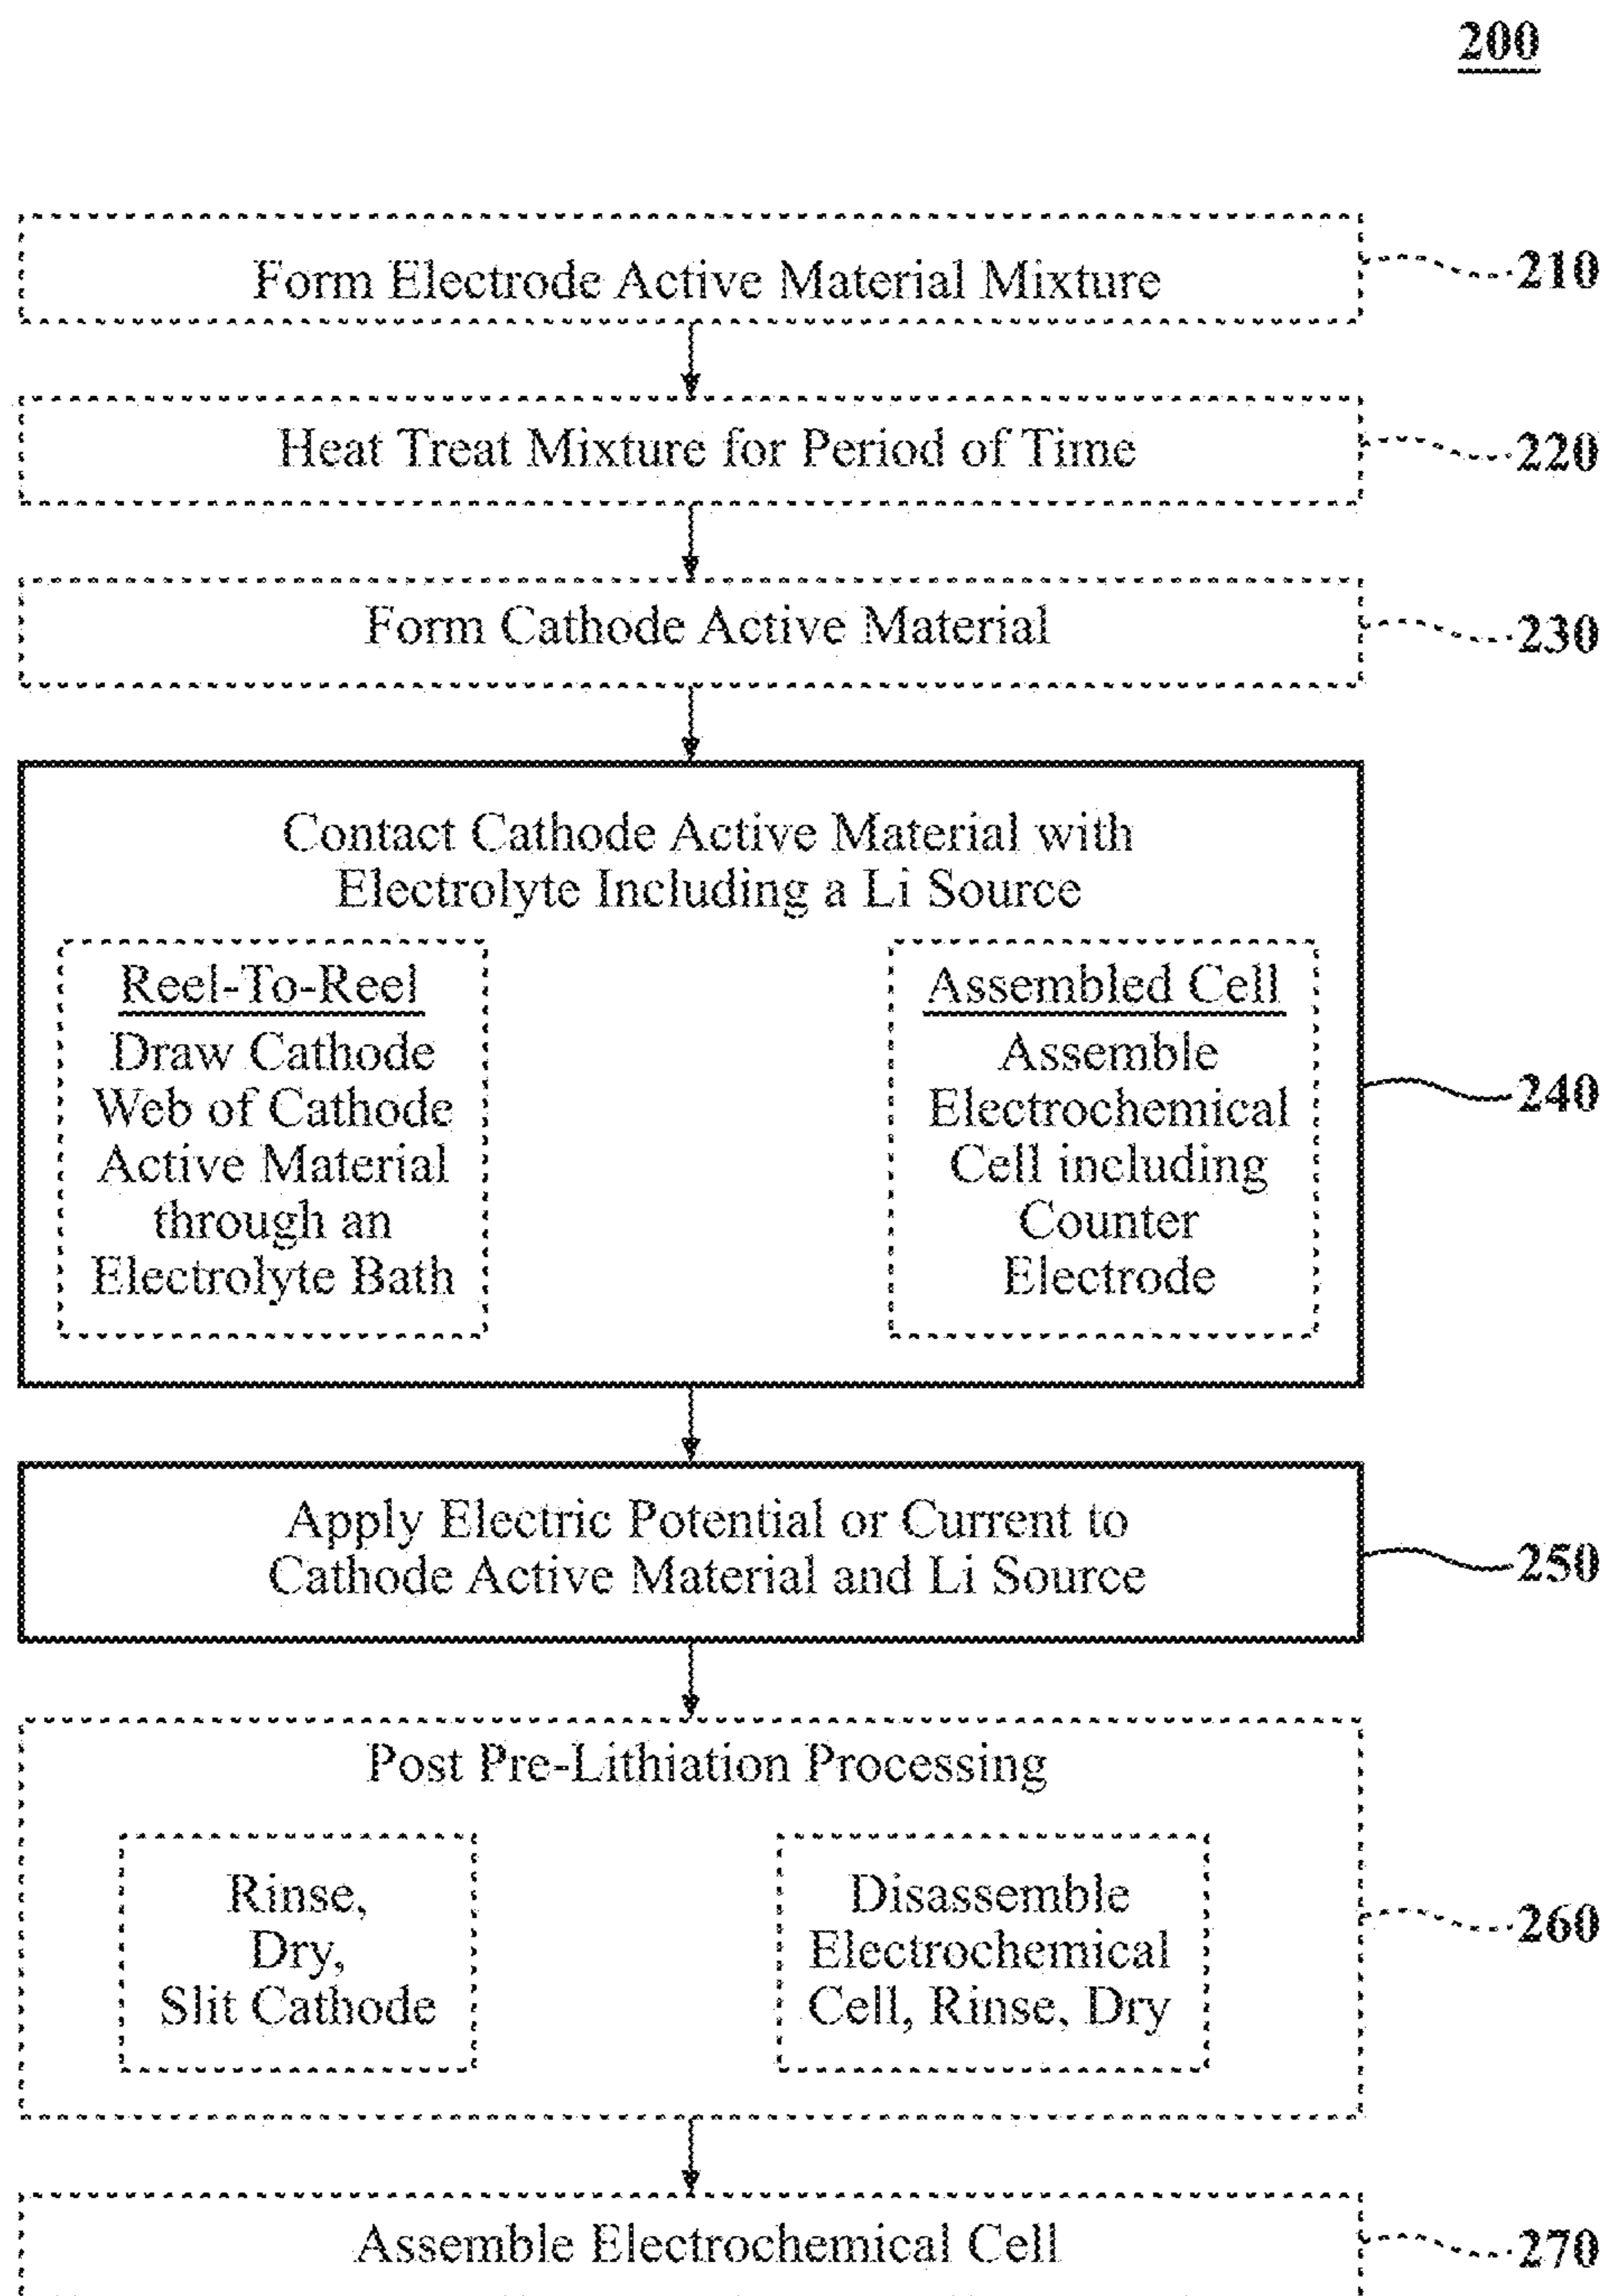 200
Form Electrode Active Material Mixture
210
Heat Treat Mixture for Period of Time
220
Form Cathode Active Material
230
Contact Cathode Active Material with
Electrolyte Including a Li Source
Reel-To-Reel
Draw Cathode
Web of Cathode
Active Material
through an
Electrolyte Bath
Assembled Cell
Assemble
Electrochemical
Cell including
Counter
Electrode
240
Apply Electric Potential or Current to
Cathode Active Material and Li Source
250
Post Pre-Lithiation Processing
Rinse,
Dry,
Slit Cathode
Disassemble
Electrochemical
Cell, Rinse, Dry
260
Assemble Electrochemical Cell
270